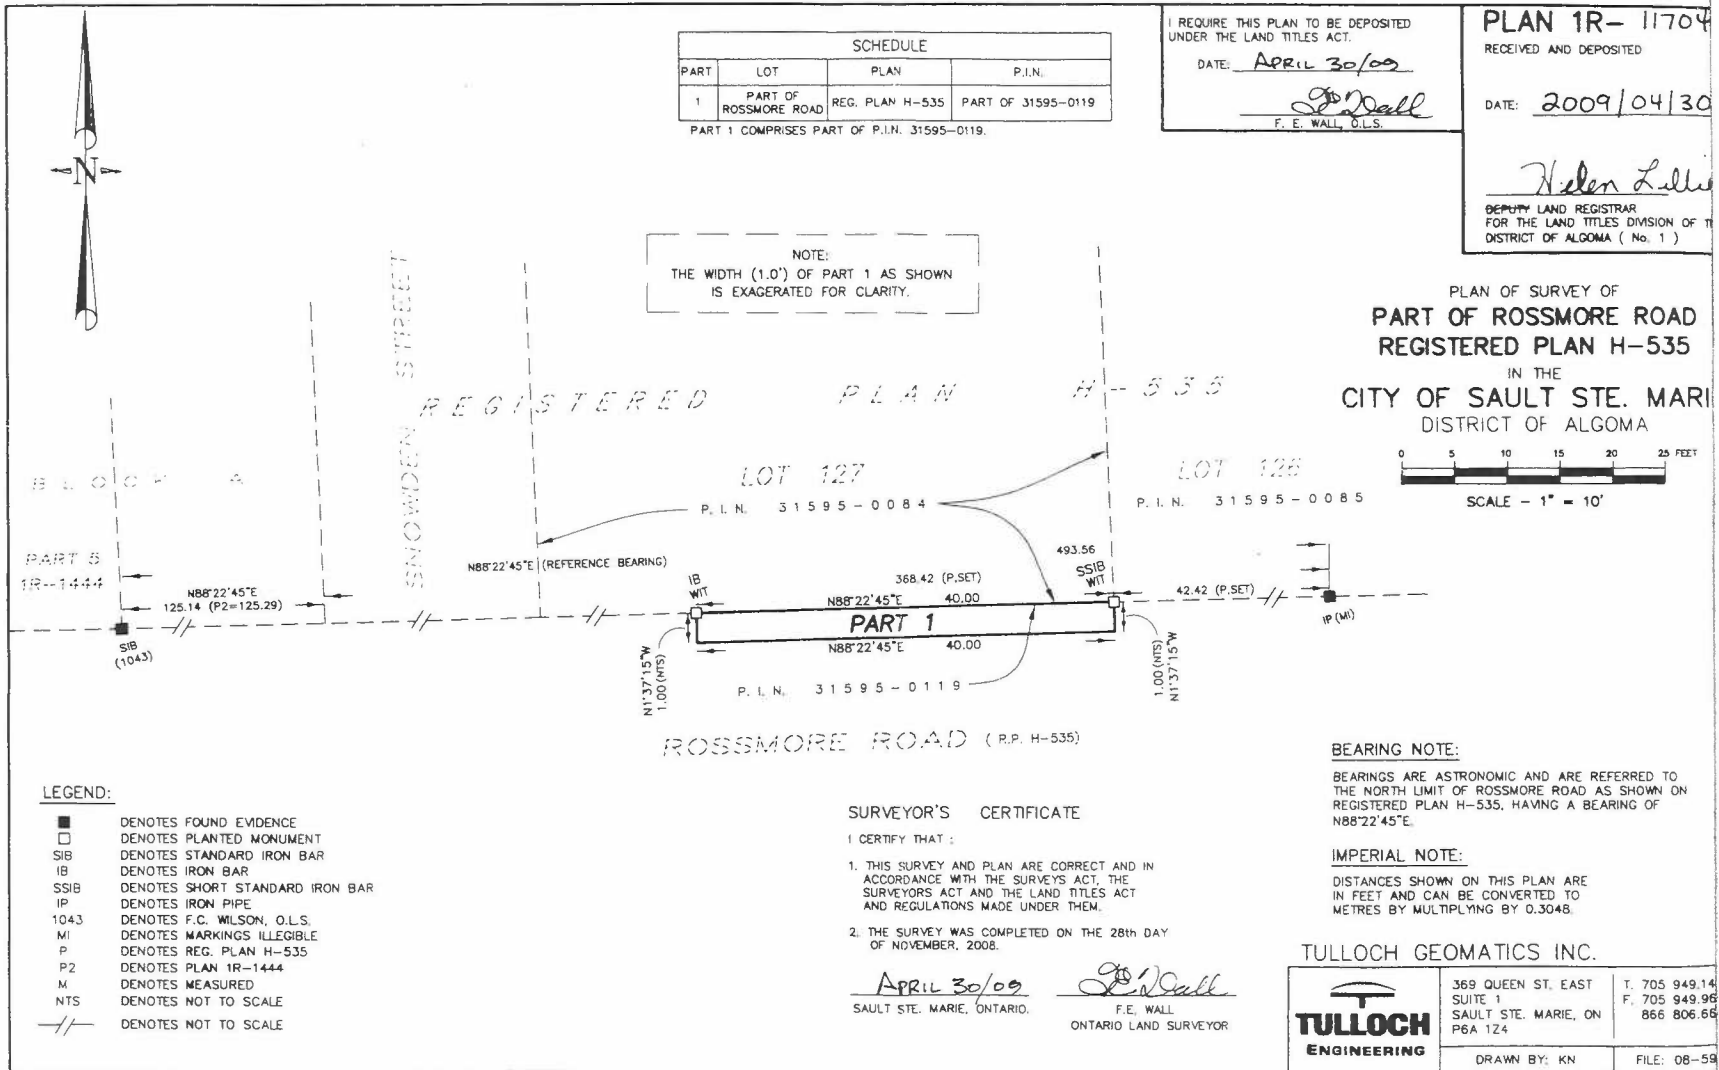 SCHEDULE
PART LOT PLAN P.I.N.
1 PART OF ROSSMORE ROAD REG. PLAN H-535 PART OF 31595-0119
PART 1 COMPRISES PART OF P.I.N. 31595-0119.
I REQUIRE THIS PLAN TO BE DEPOSITED
UNDER THE LAND TITLES ACT.
DATE: APRIL 30/09
F. E. WALL, O.L.S.
PLAN 1R- 11704
RECEIVED AND DEPOSITED
DATE: 2009/04/30
Helen Lillie
DEPUTY LAND REGISTRAR
FOR THE LAND TITLES DIVISION OF
DISTRICT OF ALGOMA ( No. 1 )
N
NOTE:
THE WIDTH (1.0') OF PART 1 AS SHOWN
IS EXAGERATED FOR CLARITY.
PLAN OF SURVEY OF
PART OF ROSSMORE ROAD
REGISTERED PLAN H-535
IN THE
CITY OF SAULT STE. MARI
DISTRICT OF ALGOMA
0 5 10 15 20 25 FEET
SCALE - 1" = 10'
SNOWDEN STREET
REGISTERED PLAN H-535
BLOCK A
LOT 127
P. I. N. 31595-0084
LOT 126
P. I. N. 31595-0085
PART 5
1R-1444
N88°22'45"E
125.14 (P2=125.29)
SIB
(1043)
N88°22'45"E (REFERENCE BEARING)
IB
WIT
493.56
368.42 (P,SET)
SSIB
WIT
N88°22'45"E 40.00
42.42 (P,SET)
IP (MI)
PART 1
N88°22'45"E 40.00
N1°37'15"W
1.00 (NTS)
1.00 (NTS)
N1°37'15"W
P. I. N. 31595-0119
ROSSMORE ROAD ( R.P. H-535)
LEGEND:
DENOTES FOUND EVIDENCE
DENOTES PLANTED MONUMENT
SIB DENOTES STANDARD IRON BAR
IB DENOTES IRON BAR
SSIB DENOTES SHORT STANDARD IRON BAR
IP DENOTES IRON PIPE
1043 DENOTES F.C. WILSON, O.L.S.
MI DENOTES MARKINGS ILLEGIBLE
P DENOTES REG. PLAN H-535
P2 DENOTES PLAN 1R-1444
M DENOTES MEASURED
NTS DENOTES NOT TO SCALE
DENOTES NOT TO SCALE
SURVEYOR'S CERTIFICATE
I CERTIFY THAT :
1. THIS SURVEY AND PLAN ARE CORRECT AND IN
ACCORDANCE WITH THE SURVEYS ACT, THE
SURVEYORS ACT AND THE LAND TITLES ACT
AND REGULATIONS MADE UNDER THEM.
2. THE SURVEY WAS COMPLETED ON THE 28th DAY
OF NOVEMBER, 2008.
APRIL 30/09
SAULT STE. MARIE, ONTARIO.
F.E. WALL
ONTARIO LAND SURVEYOR
BEARING NOTE:
BEARINGS ARE ASTRONOMIC AND ARE REFERRED TO
THE NORTH LIMIT OF ROSSMORE ROAD AS SHOWN ON
REGISTERED PLAN H-535, HAVING A BEARING OF
N88°22'45"E.
IMPERIAL NOTE:
DISTANCES SHOWN ON THIS PLAN ARE
IN FEET AND CAN BE CONVERTED TO
METRES BY MULTIPLYING BY 0.3048.
TULLOCH GEOMATICS INC.
TULLOCH
ENGINEERING
369 QUEEN ST. EAST
SUITE 1
SAULT STE. MARIE, ON
P6A 1Z4
T. 705 949.14
F. 705 949.96
866 806.66
DRAWN BY: KN
FILE: 08-59